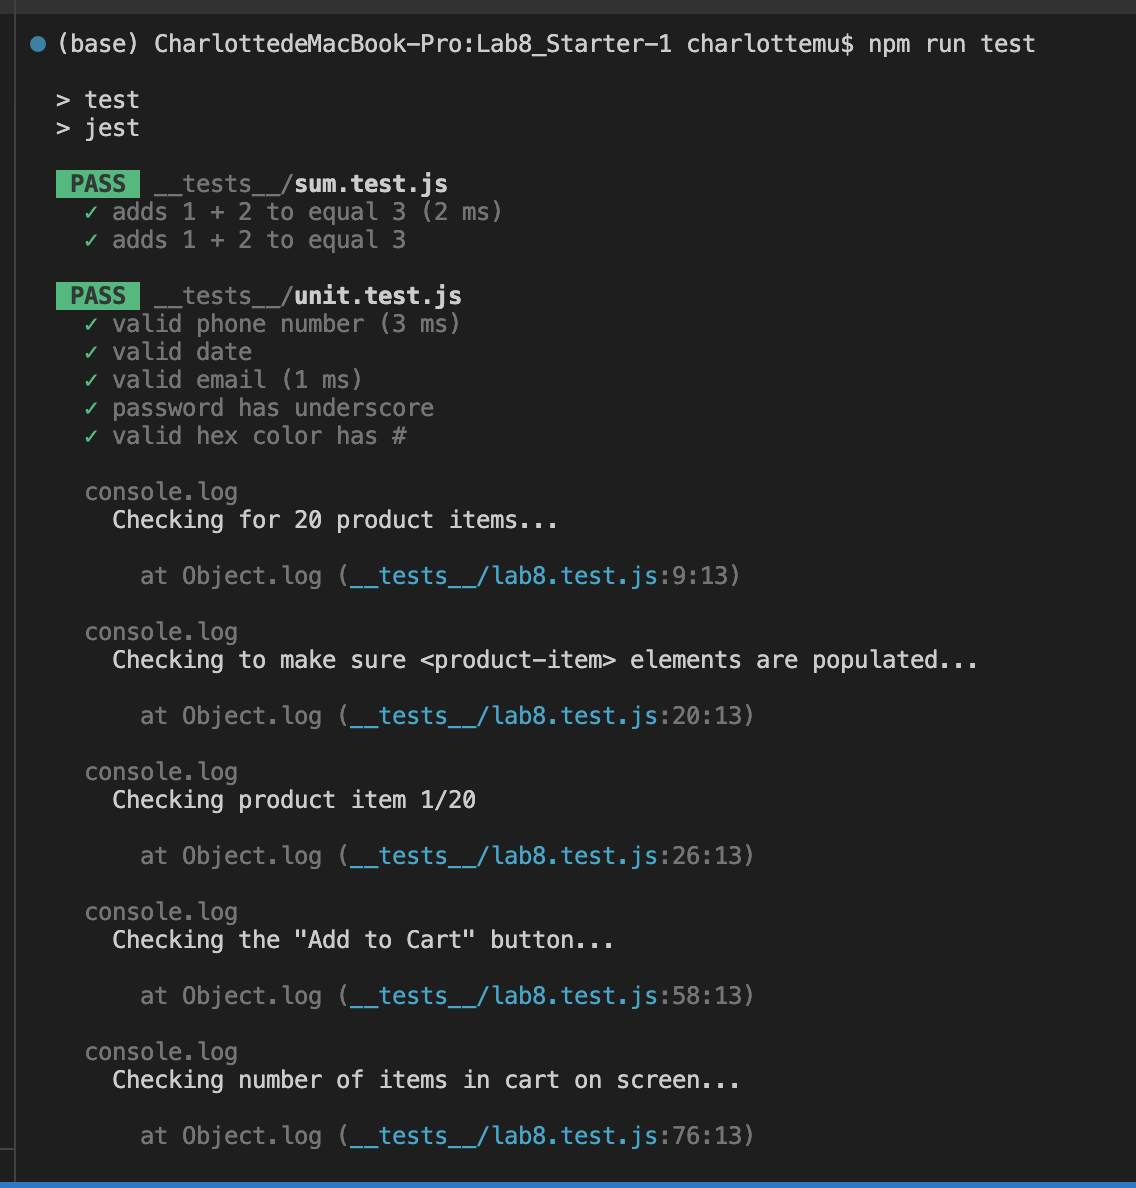 (base) CharlottedeMacBook-Pro:Lab8_Starter-1 charlottemu$ npm run test
> test
> jest
PASS __tests__/sum.test.js
✓ adds 1 + 2 to equal 3 (2 ms)
✓ adds 1 + 2 to equal 3
PASS __tests__/unit.test.js
✓ valid phone number (3 ms)
✓ valid date
✓ valid email (1 ms)
✓ password has underscore
✓ valid hex color has #
console.log
Checking for 20 product items...
at Object.log (__tests__/lab8.test.js:9:13)
console.log
Checking to make sure <product-item> elements are populated...
at Object.log (__tests__/lab8.test.js:20:13)
console.log
Checking product item 1/20
at Object.log (__tests__/lab8.test.js:26:13)
console.log
Checking the "Add to Cart" button...
at Object.log (__tests__/lab8.test.js:58:13)
console.log
Checking number of items in cart on screen...
at Object.log (__tests__/lab8.test.js:76:13)